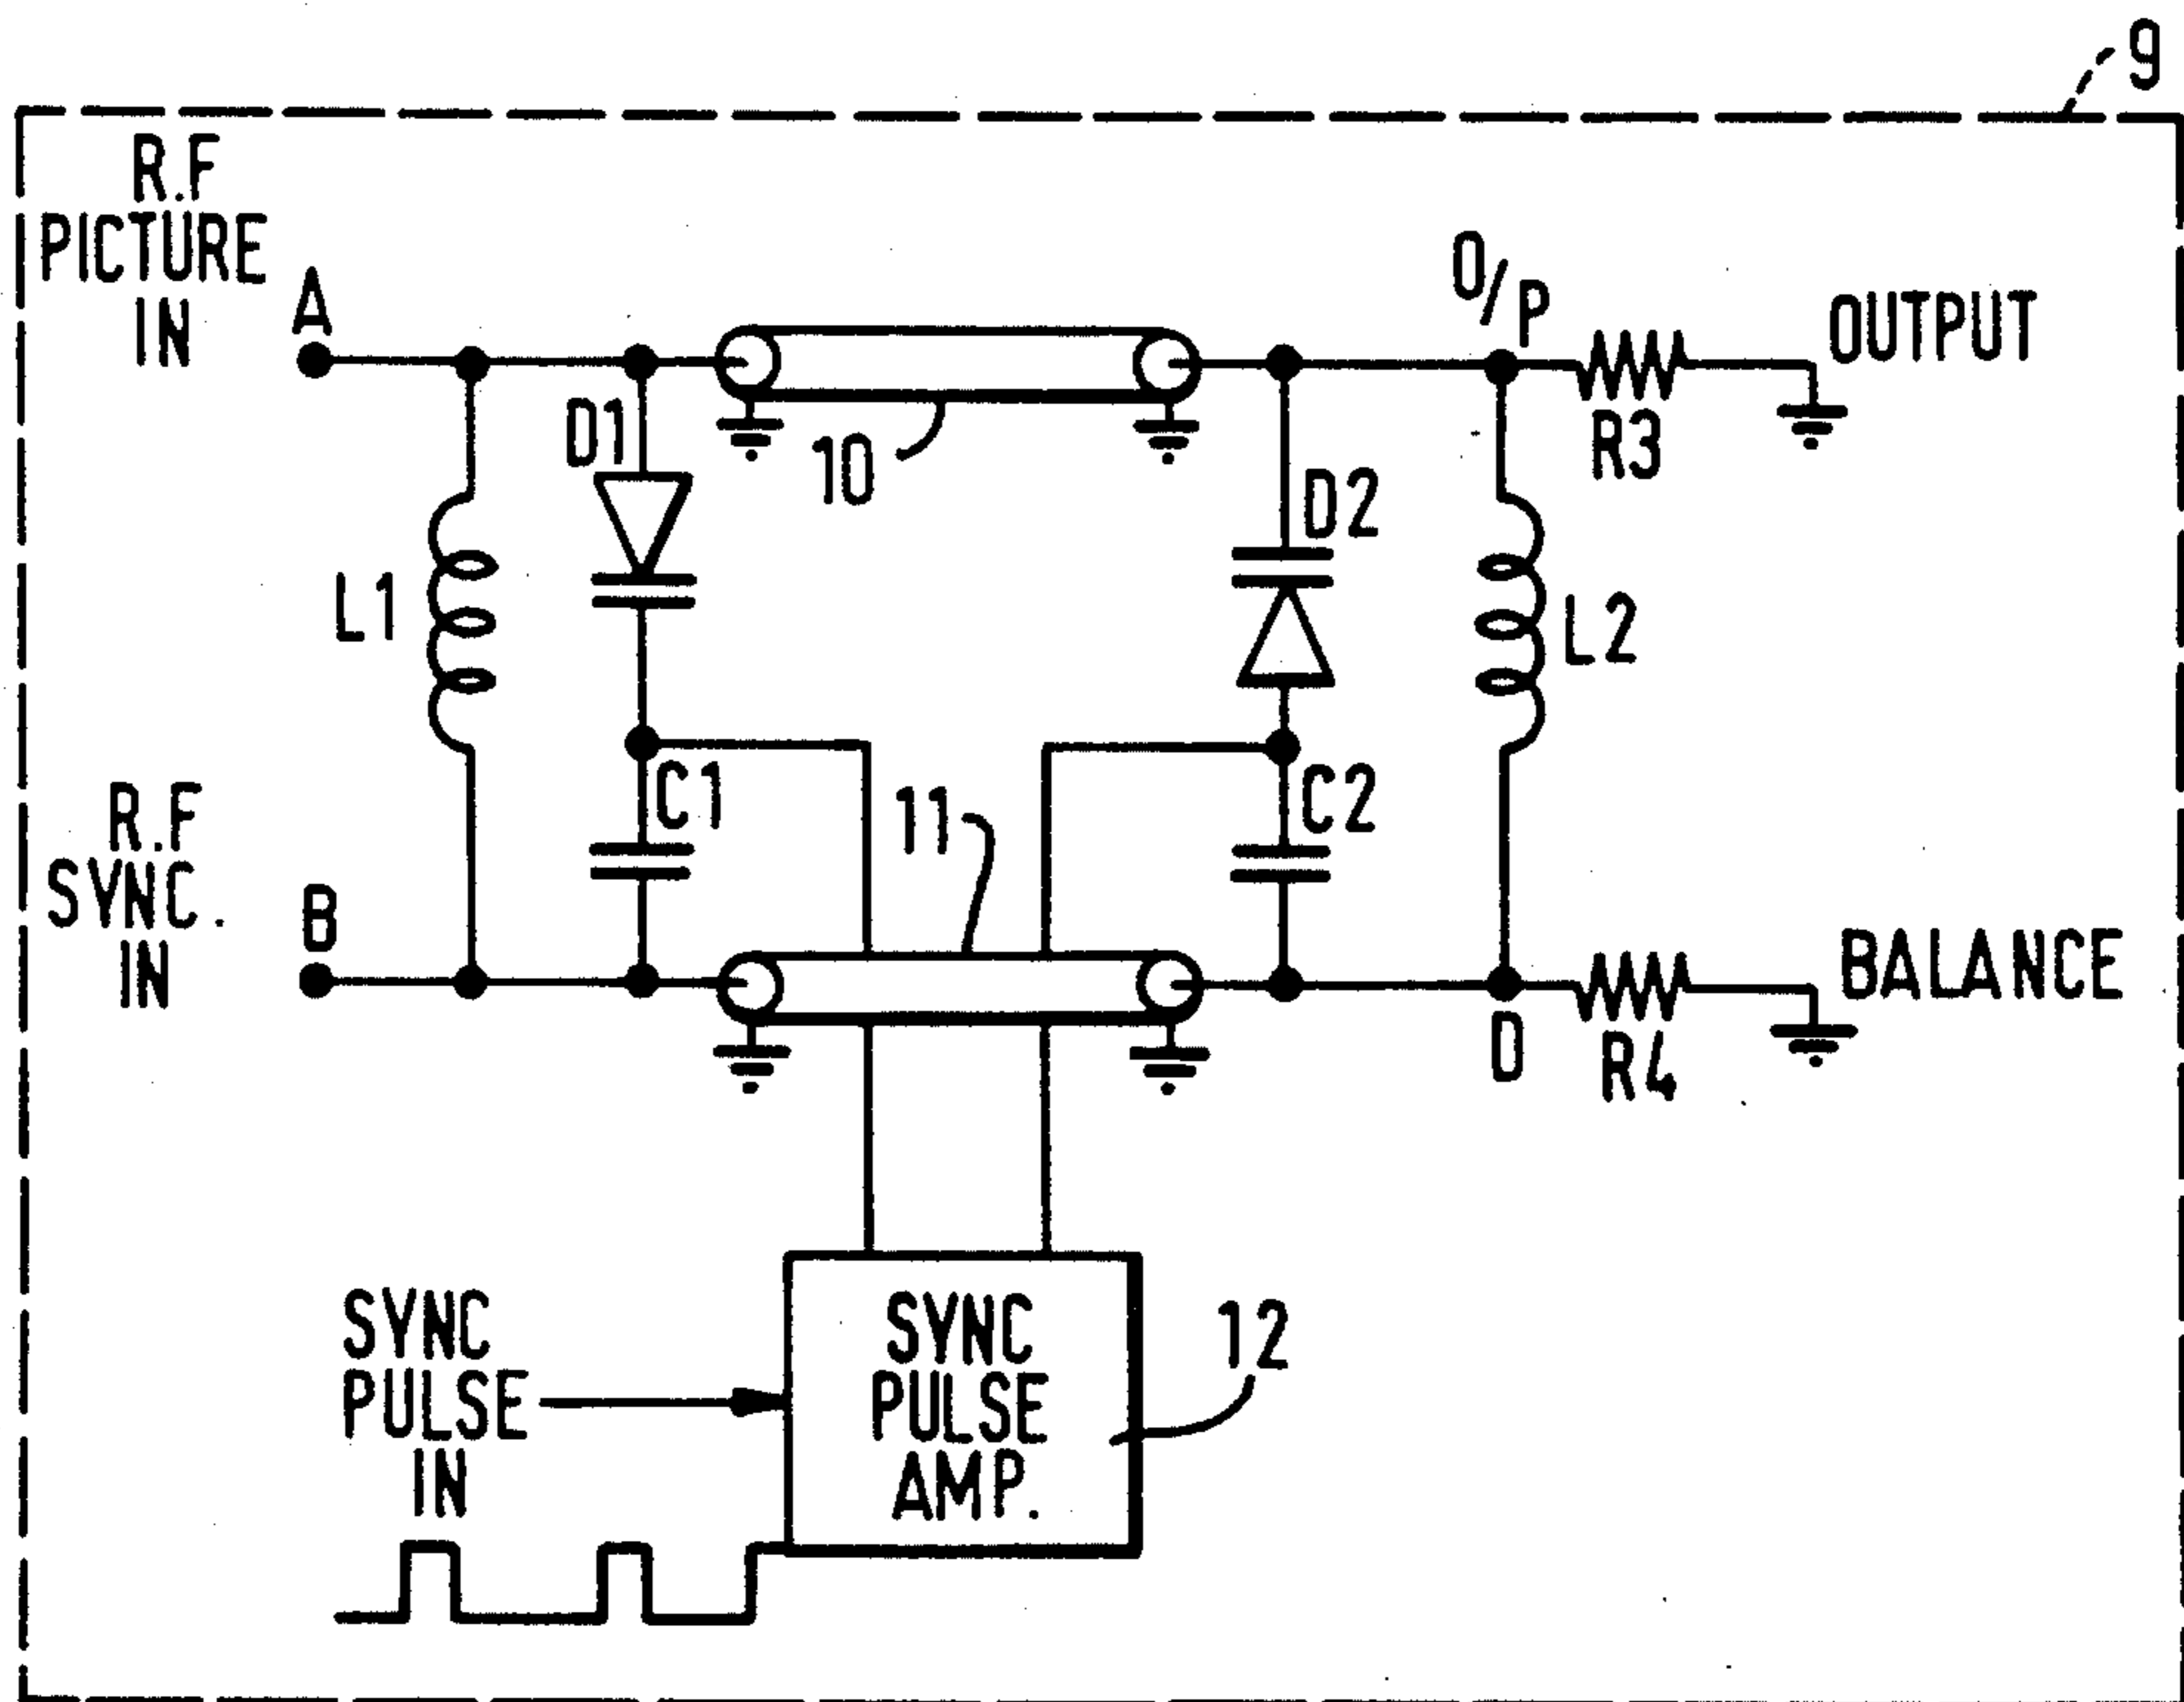 9
R.F
PICTURE
IN
A
O/P
OUTPUT
D1
10
R3
D2
L1
L2
C1
11
C2
R.F
SYNC.
IN
B
BALANCE
D
R4
SYNC
PULSE
IN
SYNC
PULSE
AMP.
12